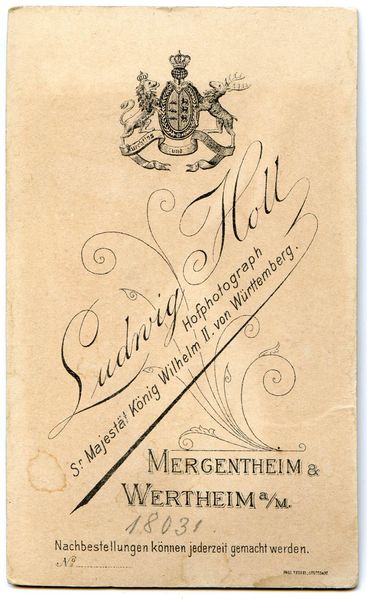 Furchtlos und
Ludwig Holl
Hofphotograph
Sr Majestät König Wilhelm II. von Württemberg.
MERGENTHEIM &
WERTHEIM a/M.
18031
Nachbestellungen können jederzeit gemacht werden.
No